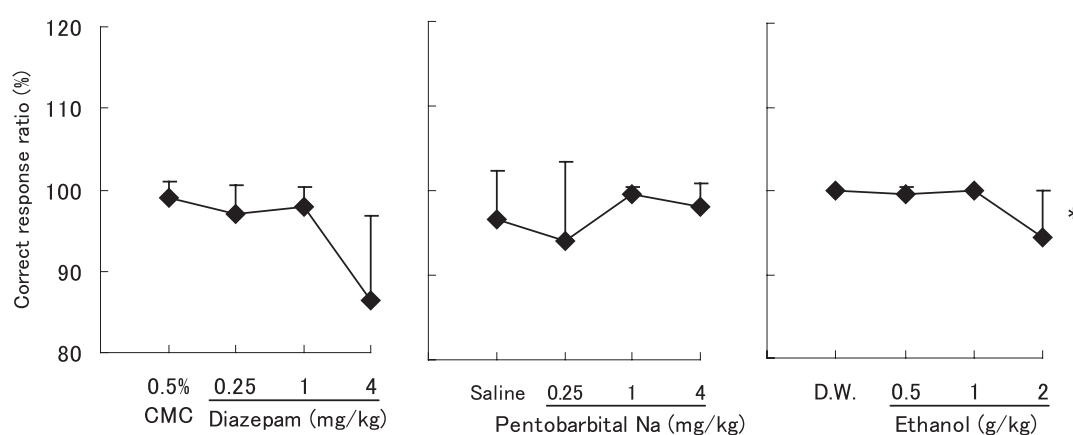 Correct response ratio (%)
120
110
100
90
80
0.5% 0.25 1 4
CMC Diazepam (mg/kg)
Saline 0.25 1 4
Pentobarbital Na (mg/kg)
D.W. 0.5 1 2
Ethanol (g/kg)
*